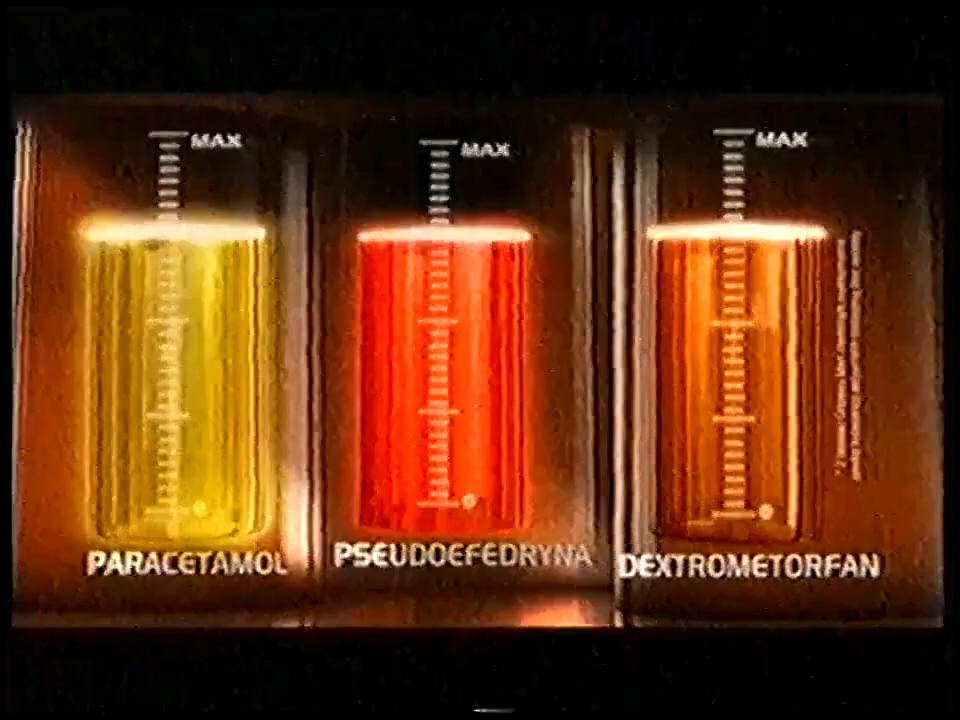 MAX
MAX
MAX
PARACETAMOL
PSEUDOEFEDRYNA
DEXTROMETORFAN